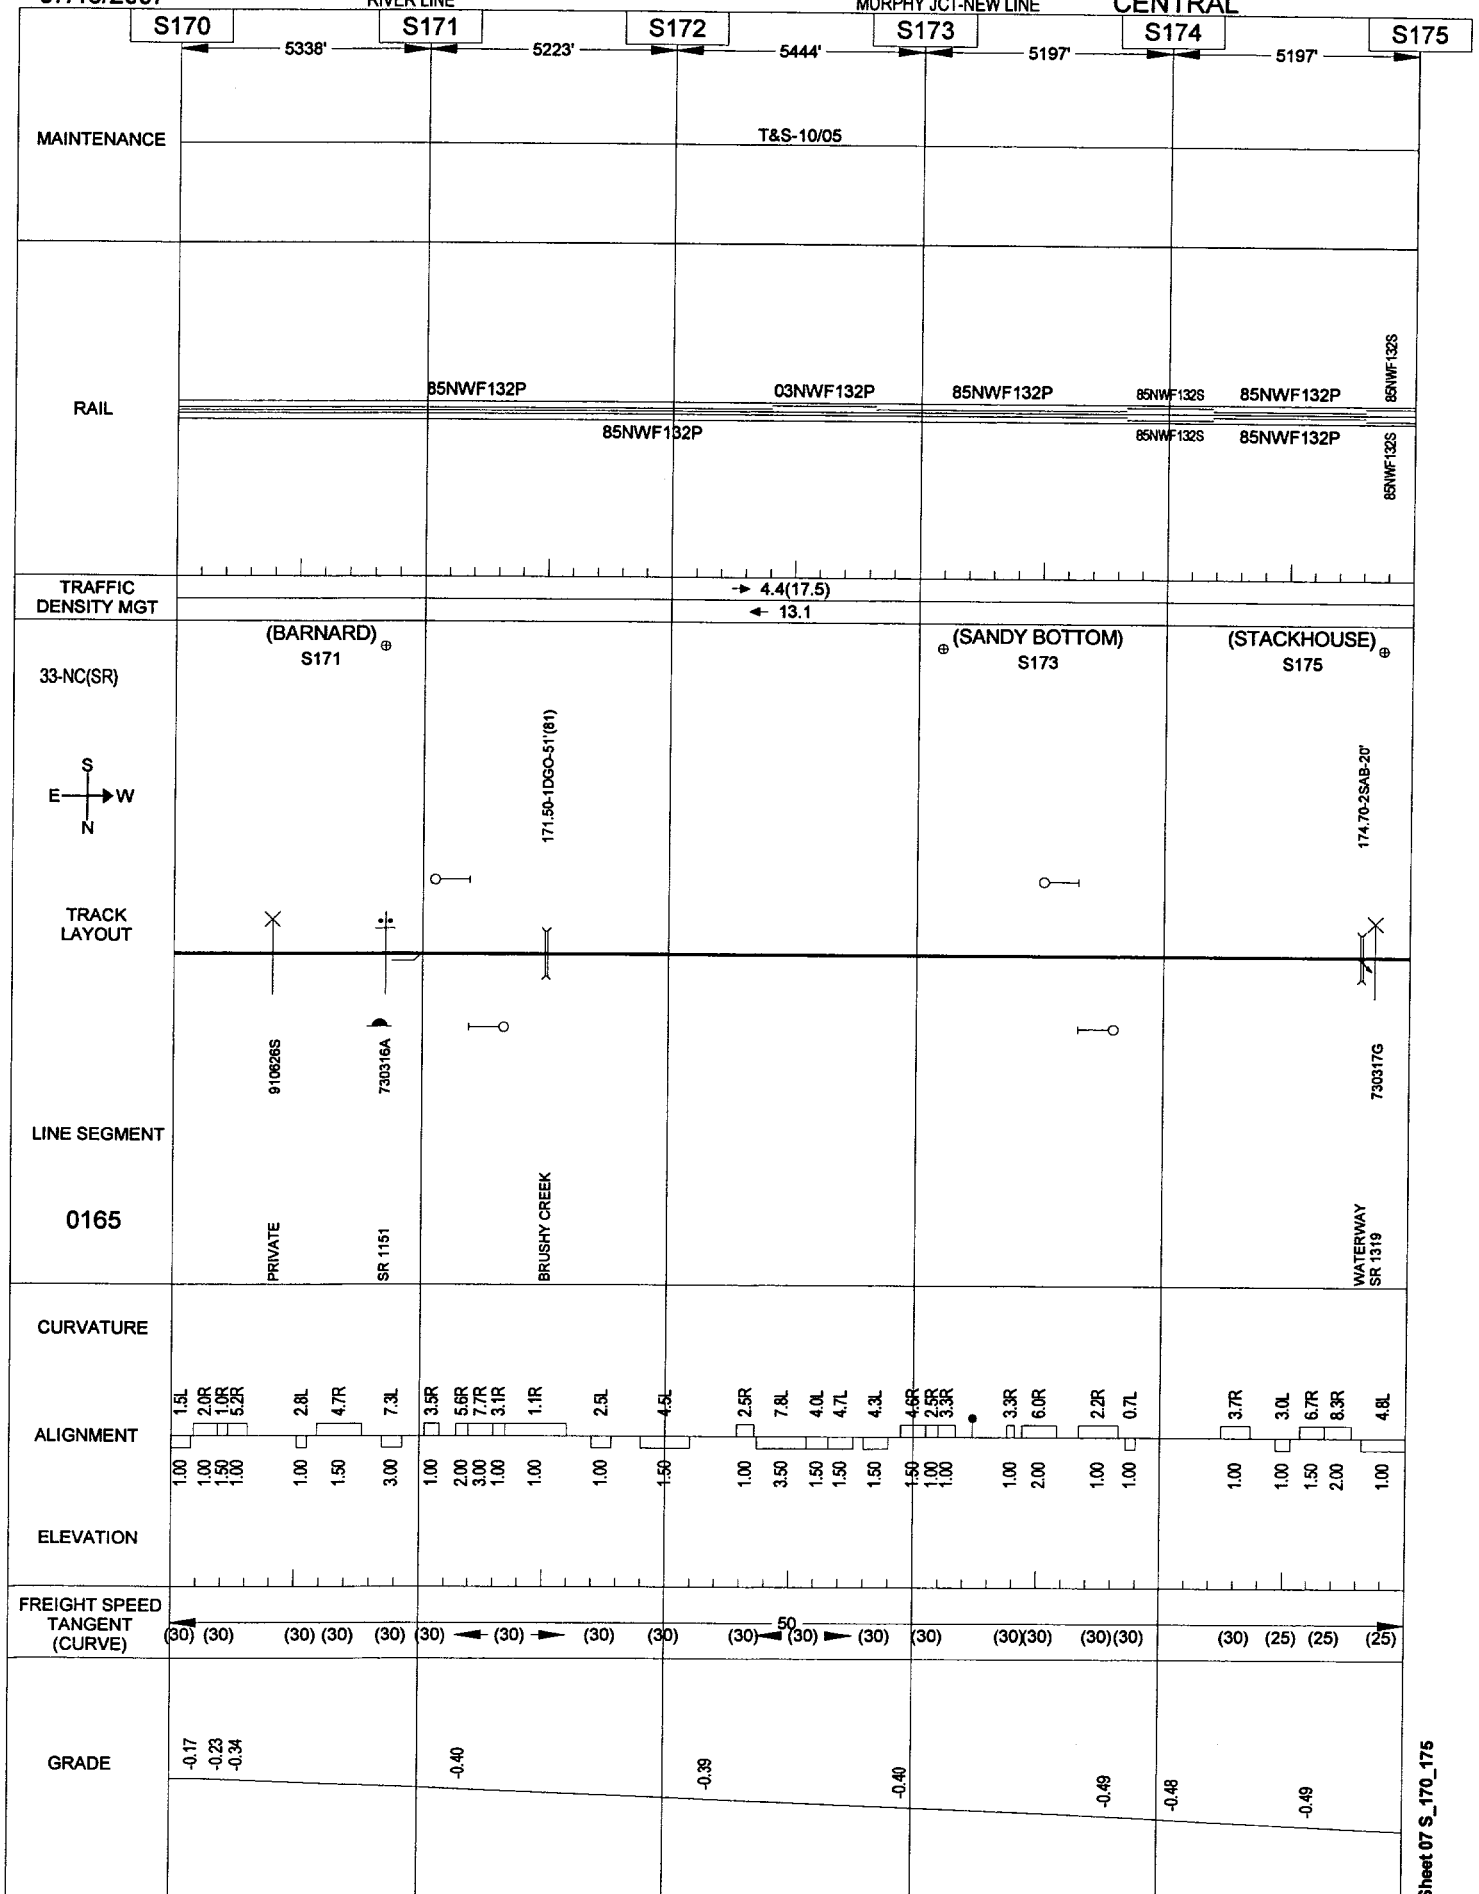 RIVER LINE
MURPHY JCT-NEW LINE
CENTRAL
S170
S171
S172
S173
S174
S175
5338'
5223'
5444'
5197'
5197'
MAINTENANCE
T&S-10/05
RAIL
85NWF132P
03NWF132P
85NWF132P
85NWF132S
85NWF132P
85NWF132S
85NWF132P
85NWF132S
85NWF132P
85NWF132S
TRAFFIC
DENSITY MGT
→ 4.4(17.5)
← 13.1
(BARNARD)
S171
(SANDY BOTTOM)
S173
(STACKHOUSE)
S175
33-NC(SR)
S
E W
N
171.50-1DGO-51'(81)
174.70-2SAB-20'
TRACK
LAYOUT
910626S
730316A
730317G
LINE SEGMENT
0165
PRIVATE
SR 1151
BRUSHY CREEK
WATERWAY
SR 1319
CURVATURE
ALIGNMENT
1.5L 2.0R 1.0R 5.2R 2.8L 4.7R 7.3L 3.5R 5.6R 7.7R 3.1R 1.1R 2.5L 4.5L 2.5R 7.8L 4.0L 4.7L 4.3L 4.6R 2.5R 3.3R 3.3R 6.0R 2.2R 0.7L 3.7R 3.0L 6.7R 8.3R 4.8L
1.00 1.00 1.50 1.00 1.00 1.50 3.00 1.00 2.00 3.00 1.00 1.00 1.00 1.50 1.00 3.50 1.50 1.50 1.50 1.50 1.00 1.00 1.00 2.00 1.00 1.00 1.00 1.00 1.50 2.00 1.00
ELEVATION
FREIGHT SPEED
TANGENT
(CURVE)
50
(30) (30) (30) (30) (30) (30) (30) (30) (30) (30) (30) (30) (30) (30)(30) (30)(30) (30) (25) (25) (25)
GRADE
-0.17
-0.23
-0.34
-0.40
-0.39
-0.40
-0.49
-0.48
-0.49
Sheet 07 S_170_175